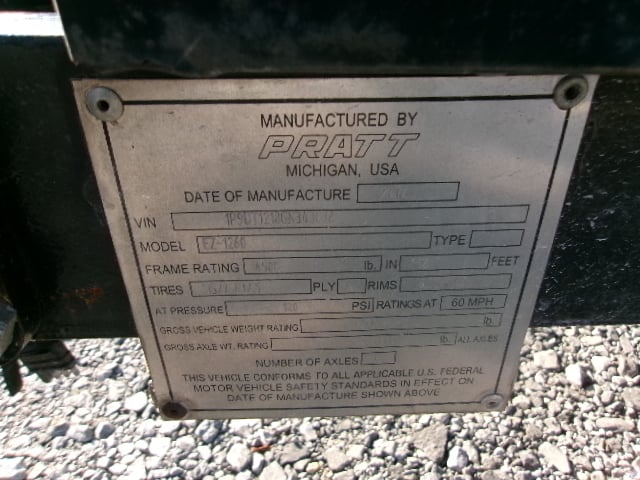 MANUFACTURED BY
PRATT
MICHIGAN, USA
DATE OF MANUFACTURE
VIN
MODEL EZ-1260 TYPE
FRAME RATING lb. IN FEET
TIRES PLY RIMS
AT PRESSURE 120 PSI RATINGS AT 60 MPH
GROSS VEHICLE WEIGHT RATING lb.
GROSS AXLE WT. RATING lb. ALL AXLES
NUMBER OF AXLES
THIS VEHICLE CONFORMS TO ALL APPLICABLE U.S. FEDERAL
MOTOR VEHICLE SAFETY STANDARDS IN EFFECT ON
DATE OF MANUFACTURE SHOWN ABOVE